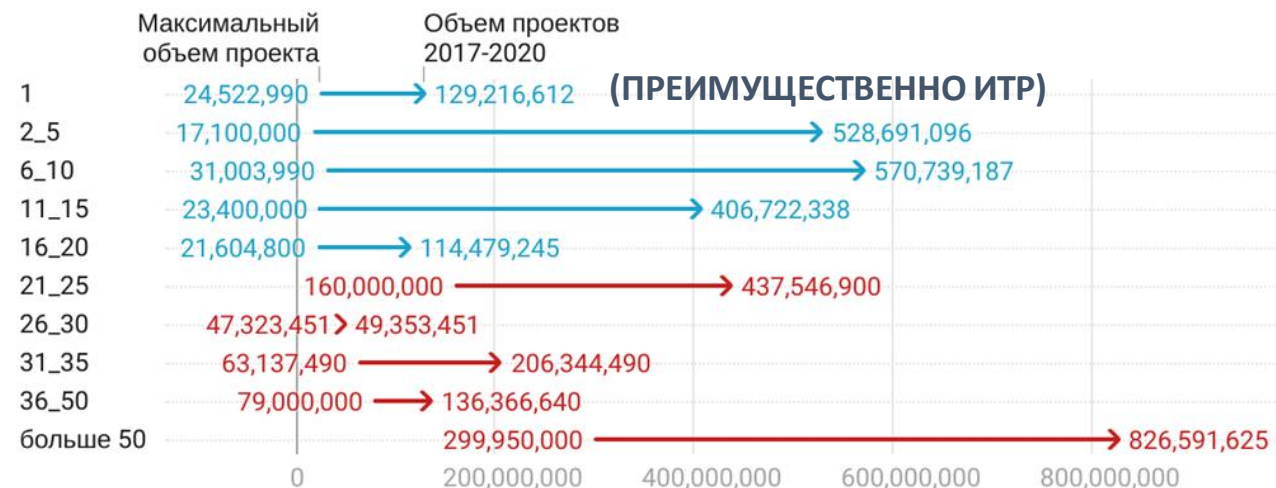 Максимальный объем проекта
Объем проектов 2017-2020
(ПРЕИМУЩЕСТВЕННО ИТР)
1 24,522,990 129,216,612
2_5 17,100,000 528,691,096
6_10 31,003,990 570,739,187
11_15 23,400,000 406,722,338
16_20 21,604,800 114,479,245
21_25 160,000,000 437,546,900
26_30 47,323,451 49,353,451
31_35 63,137,490 206,344,490
36_50 79,000,000 136,366,640
больше 50 299,950,000 826,591,625
0 200,000,000 400,000,000 600,000,000 800,000,000